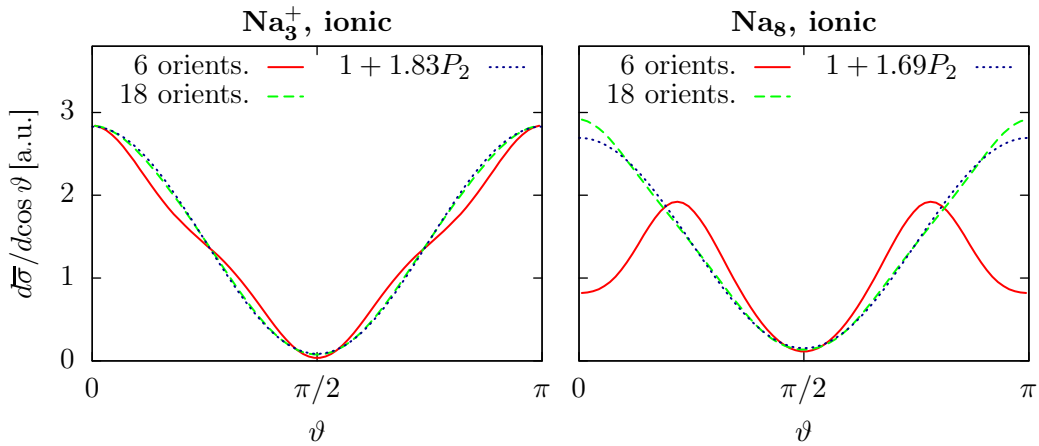 Na₃⁺, ionic
6 orients.
18 orients.
1 + 1.83P₂
3
2
1
0
dσ̿/dcos ϑ [a.u.]
0
π/2
π
ϑ
Na₈, ionic
6 orients.
18 orients.
1 + 1.69P₂
0
π/2
π
ϑ